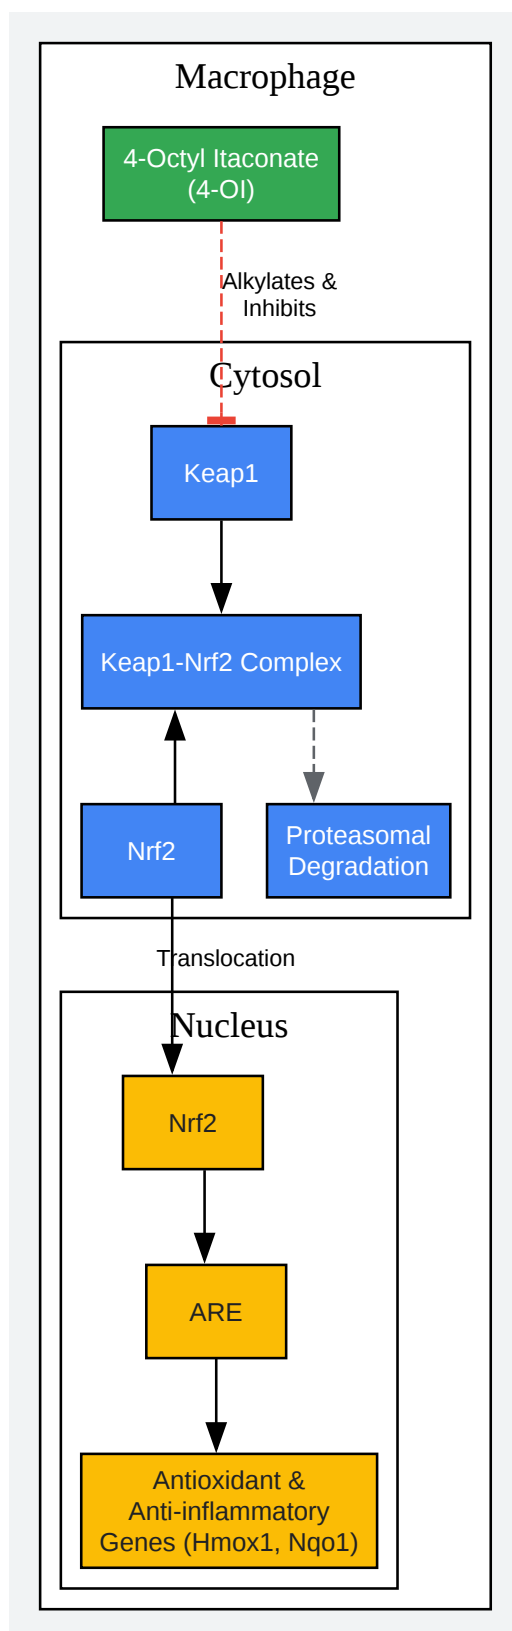 Macrophage
4-Octyl Itaconate
(4-OI)
Alkylates &
Inhibits
Cytosol
Keap1
Keap1-Nrf2 Complex
Nrf2
Proteasomal
Degradation
Translocation
Nucleus
Nrf2
ARE
Antioxidant &
Anti-inflammatory
Genes (Hmox1, Nqo1)